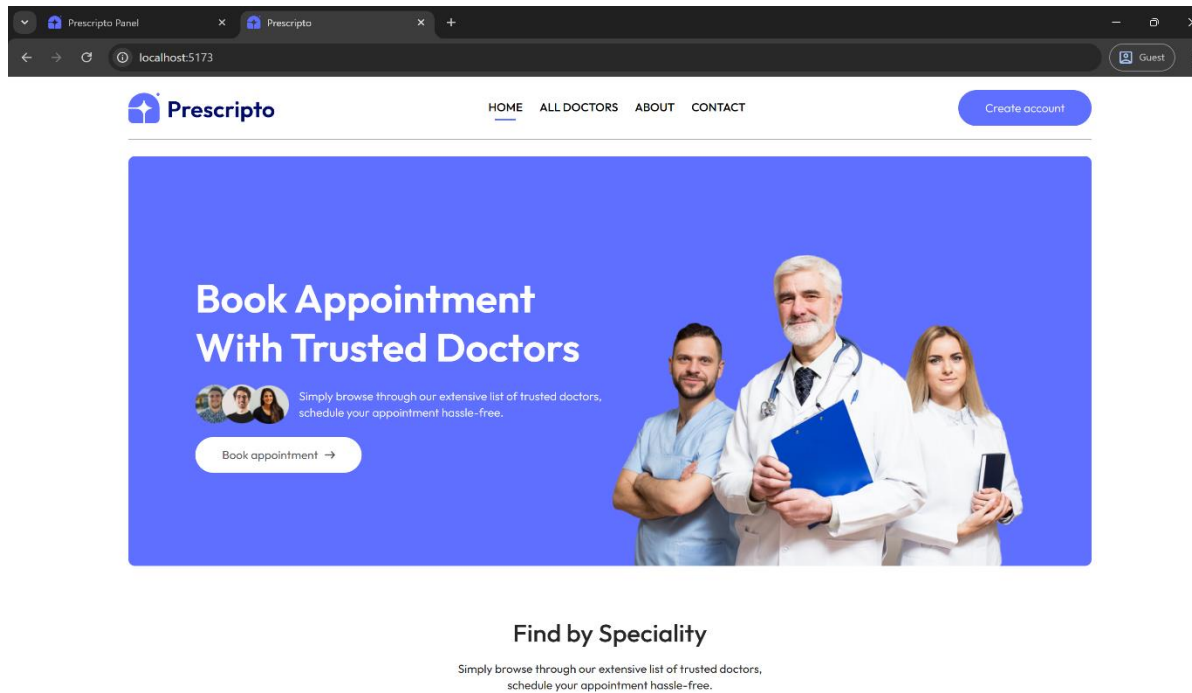 Prescripto Panel
Prescripto
localhost:5173
Guest
Prescripto
HOME ALL DOCTORS ABOUT CONTACT
Create account
Book Appointment
With Trusted Doctors
Simply browse through our extensive list of trusted doctors,
schedule your appointment hassle-free.
Book appointment →
Find by Speciality
Simply browse through our extensive list of trusted doctors,
schedule your appointment hassle-free.